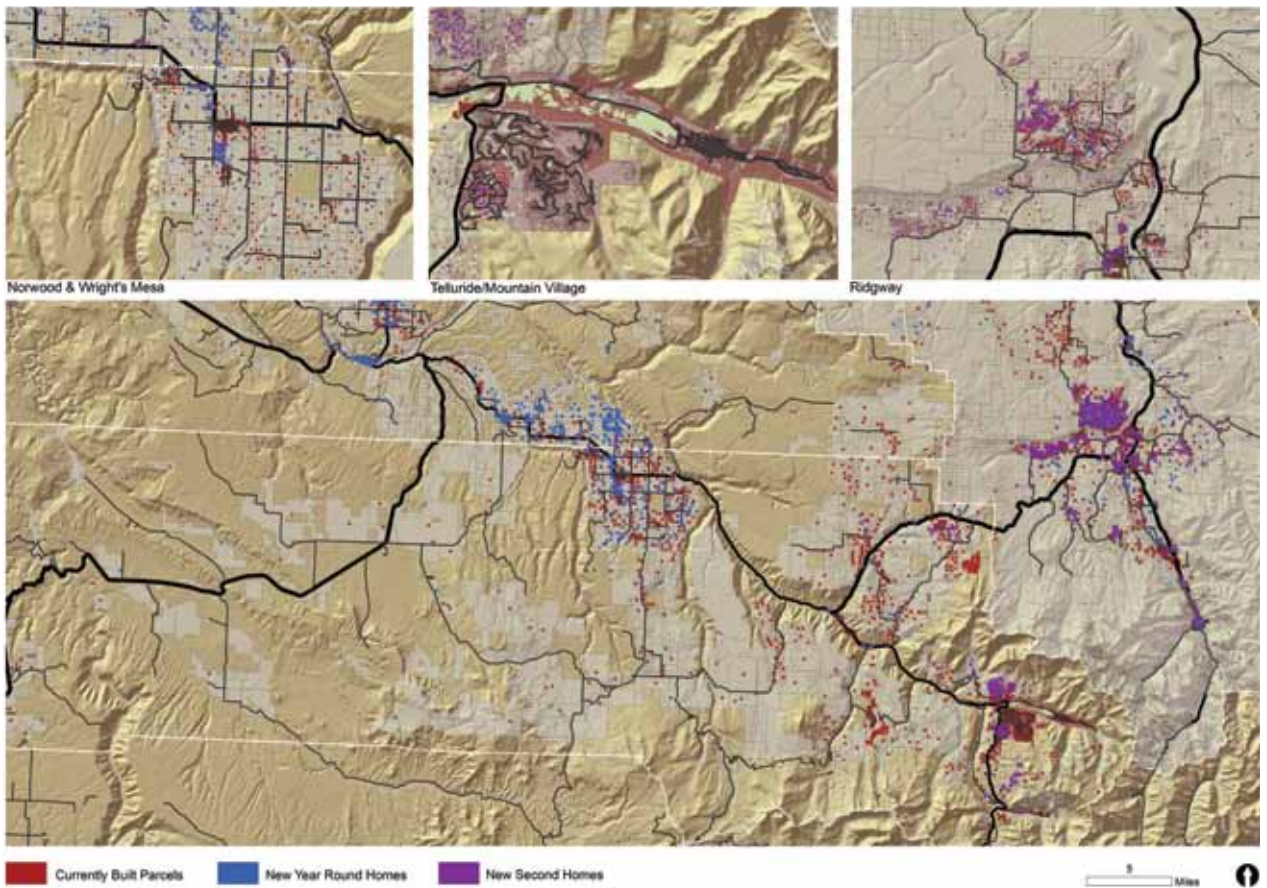 Norwood & Wright's Mesa
Telluride/Mountain Village
Ridgway
Currently Built Parcels
New Year Round Homes
New Second Homes
5
Miles